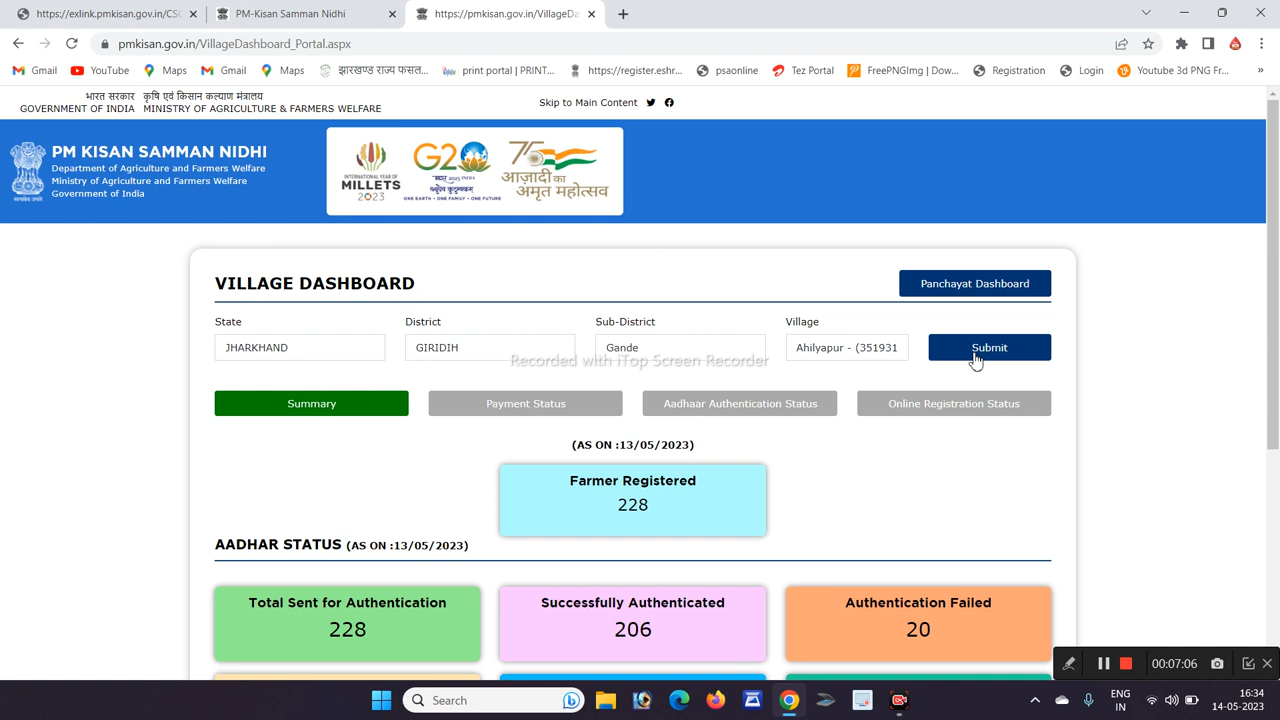 https://exlink.pmkisan.gov.in/CSC
PM-Kisan Samman Nidhi
https://pmkisan.gov.in/VillageDa
pmkisan.gov.in/VillageDashboard_Portal.aspx
Gmail
YouTube
Maps
Gmail
Maps
झारखण्ड राज्य फसल...
print portal | PRINT...
https://register.eshr...
psaonline
Tez Portal
FreePNGImg | Dow...
Registration
Login
Youtube 3d PNG Fr...
»
भारत सरकार कृषि एवं किसान कल्याण मंत्रालय
GOVERNMENT OF INDIA MINISTRY OF AGRICULTURE & FARMERS WELFARE
Skip to Main Content
PM KISAN SAMMAN NIDHI
Department of Agriculture and Farmers Welfare
Ministry of Agriculture and Farmers Welfare
Government of India
INTERNATIONAL YEAR OF
MILLETS
2023
G20
2023 INDIA
वसुधैव कुटुम्बकम्
ONE EARTH • ONE FAMILY • ONE FUTURE
75
आज़ादी का
अमृत महोत्सव
VILLAGE DASHBOARD
Panchayat Dashboard
State
District
Sub-District
Village
JHARKHAND
GIRIDIH
Gande
Ahilyapur - (351931
Submit
Recorded with iTop Screen Recorder
Summary
Payment Status
Aadhaar Authentication Status
Online Registration Status
(AS ON :13/05/2023)
Farmer Registered
228
AADHAR STATUS (AS ON :13/05/2023)
Total Sent for Authentication
228
Successfully Authenticated
206
Authentication Failed
20
00:07:06
Search
ENG
IN
16:34
14-05-2023